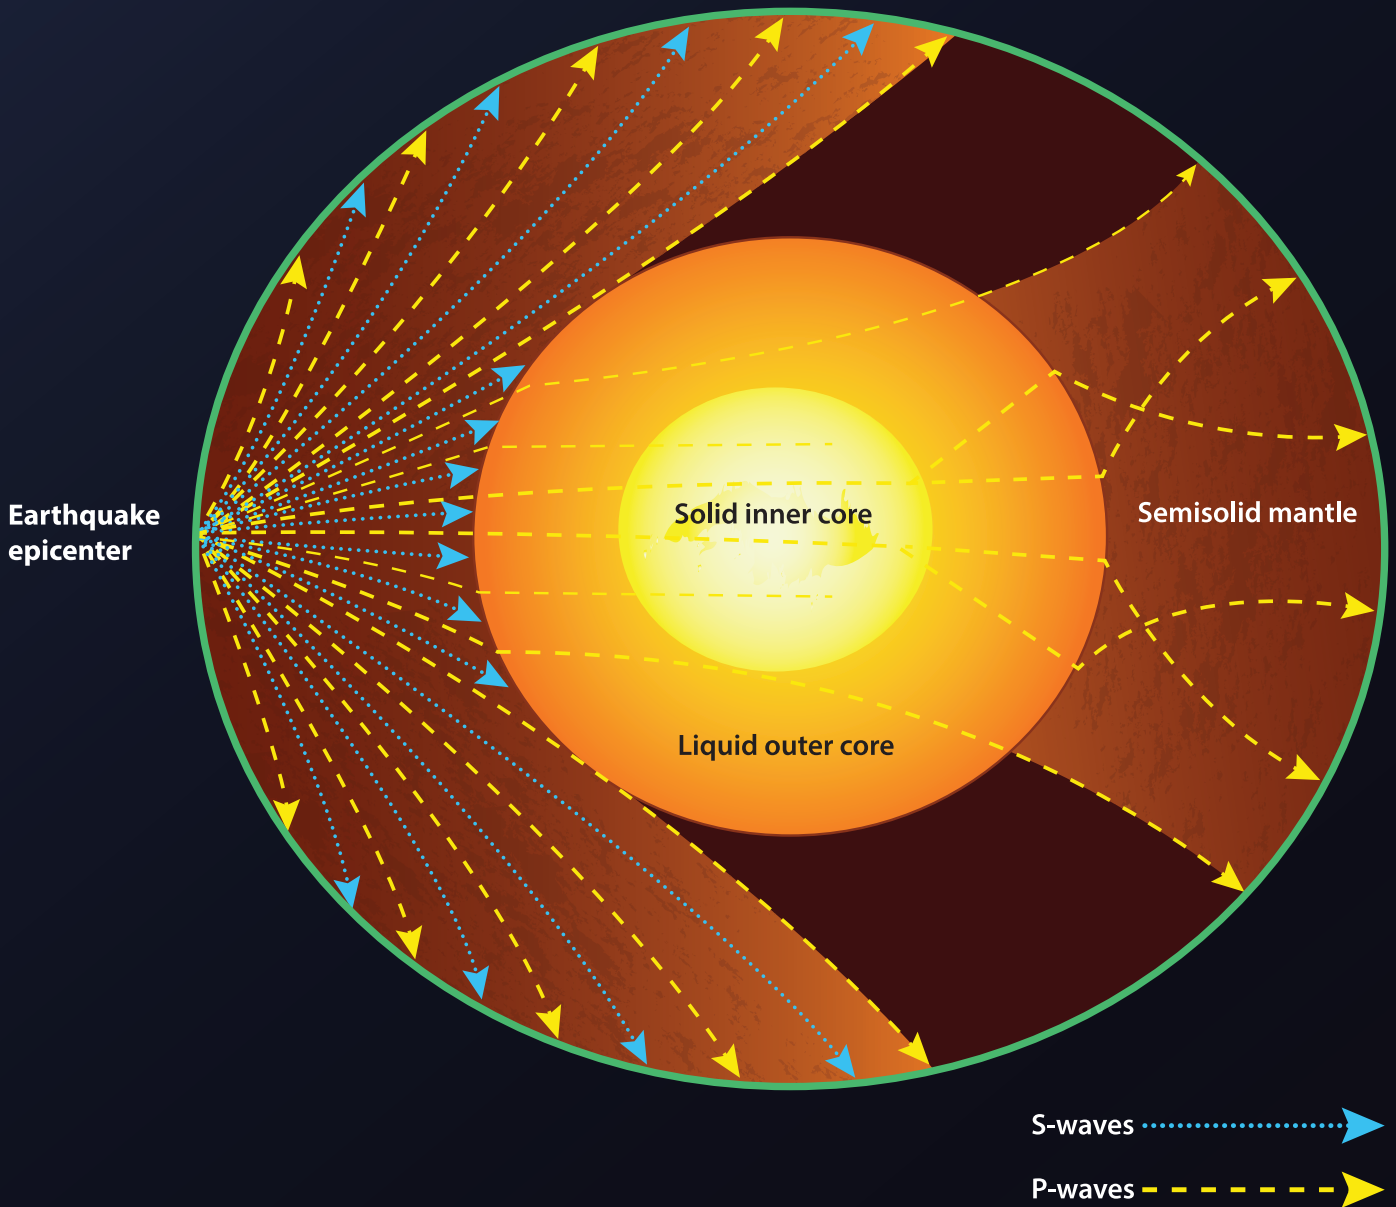 Solid inner core
Earthquake
epicenter
Semisolid mantle
Liquid outer core
S-waves
P-waves